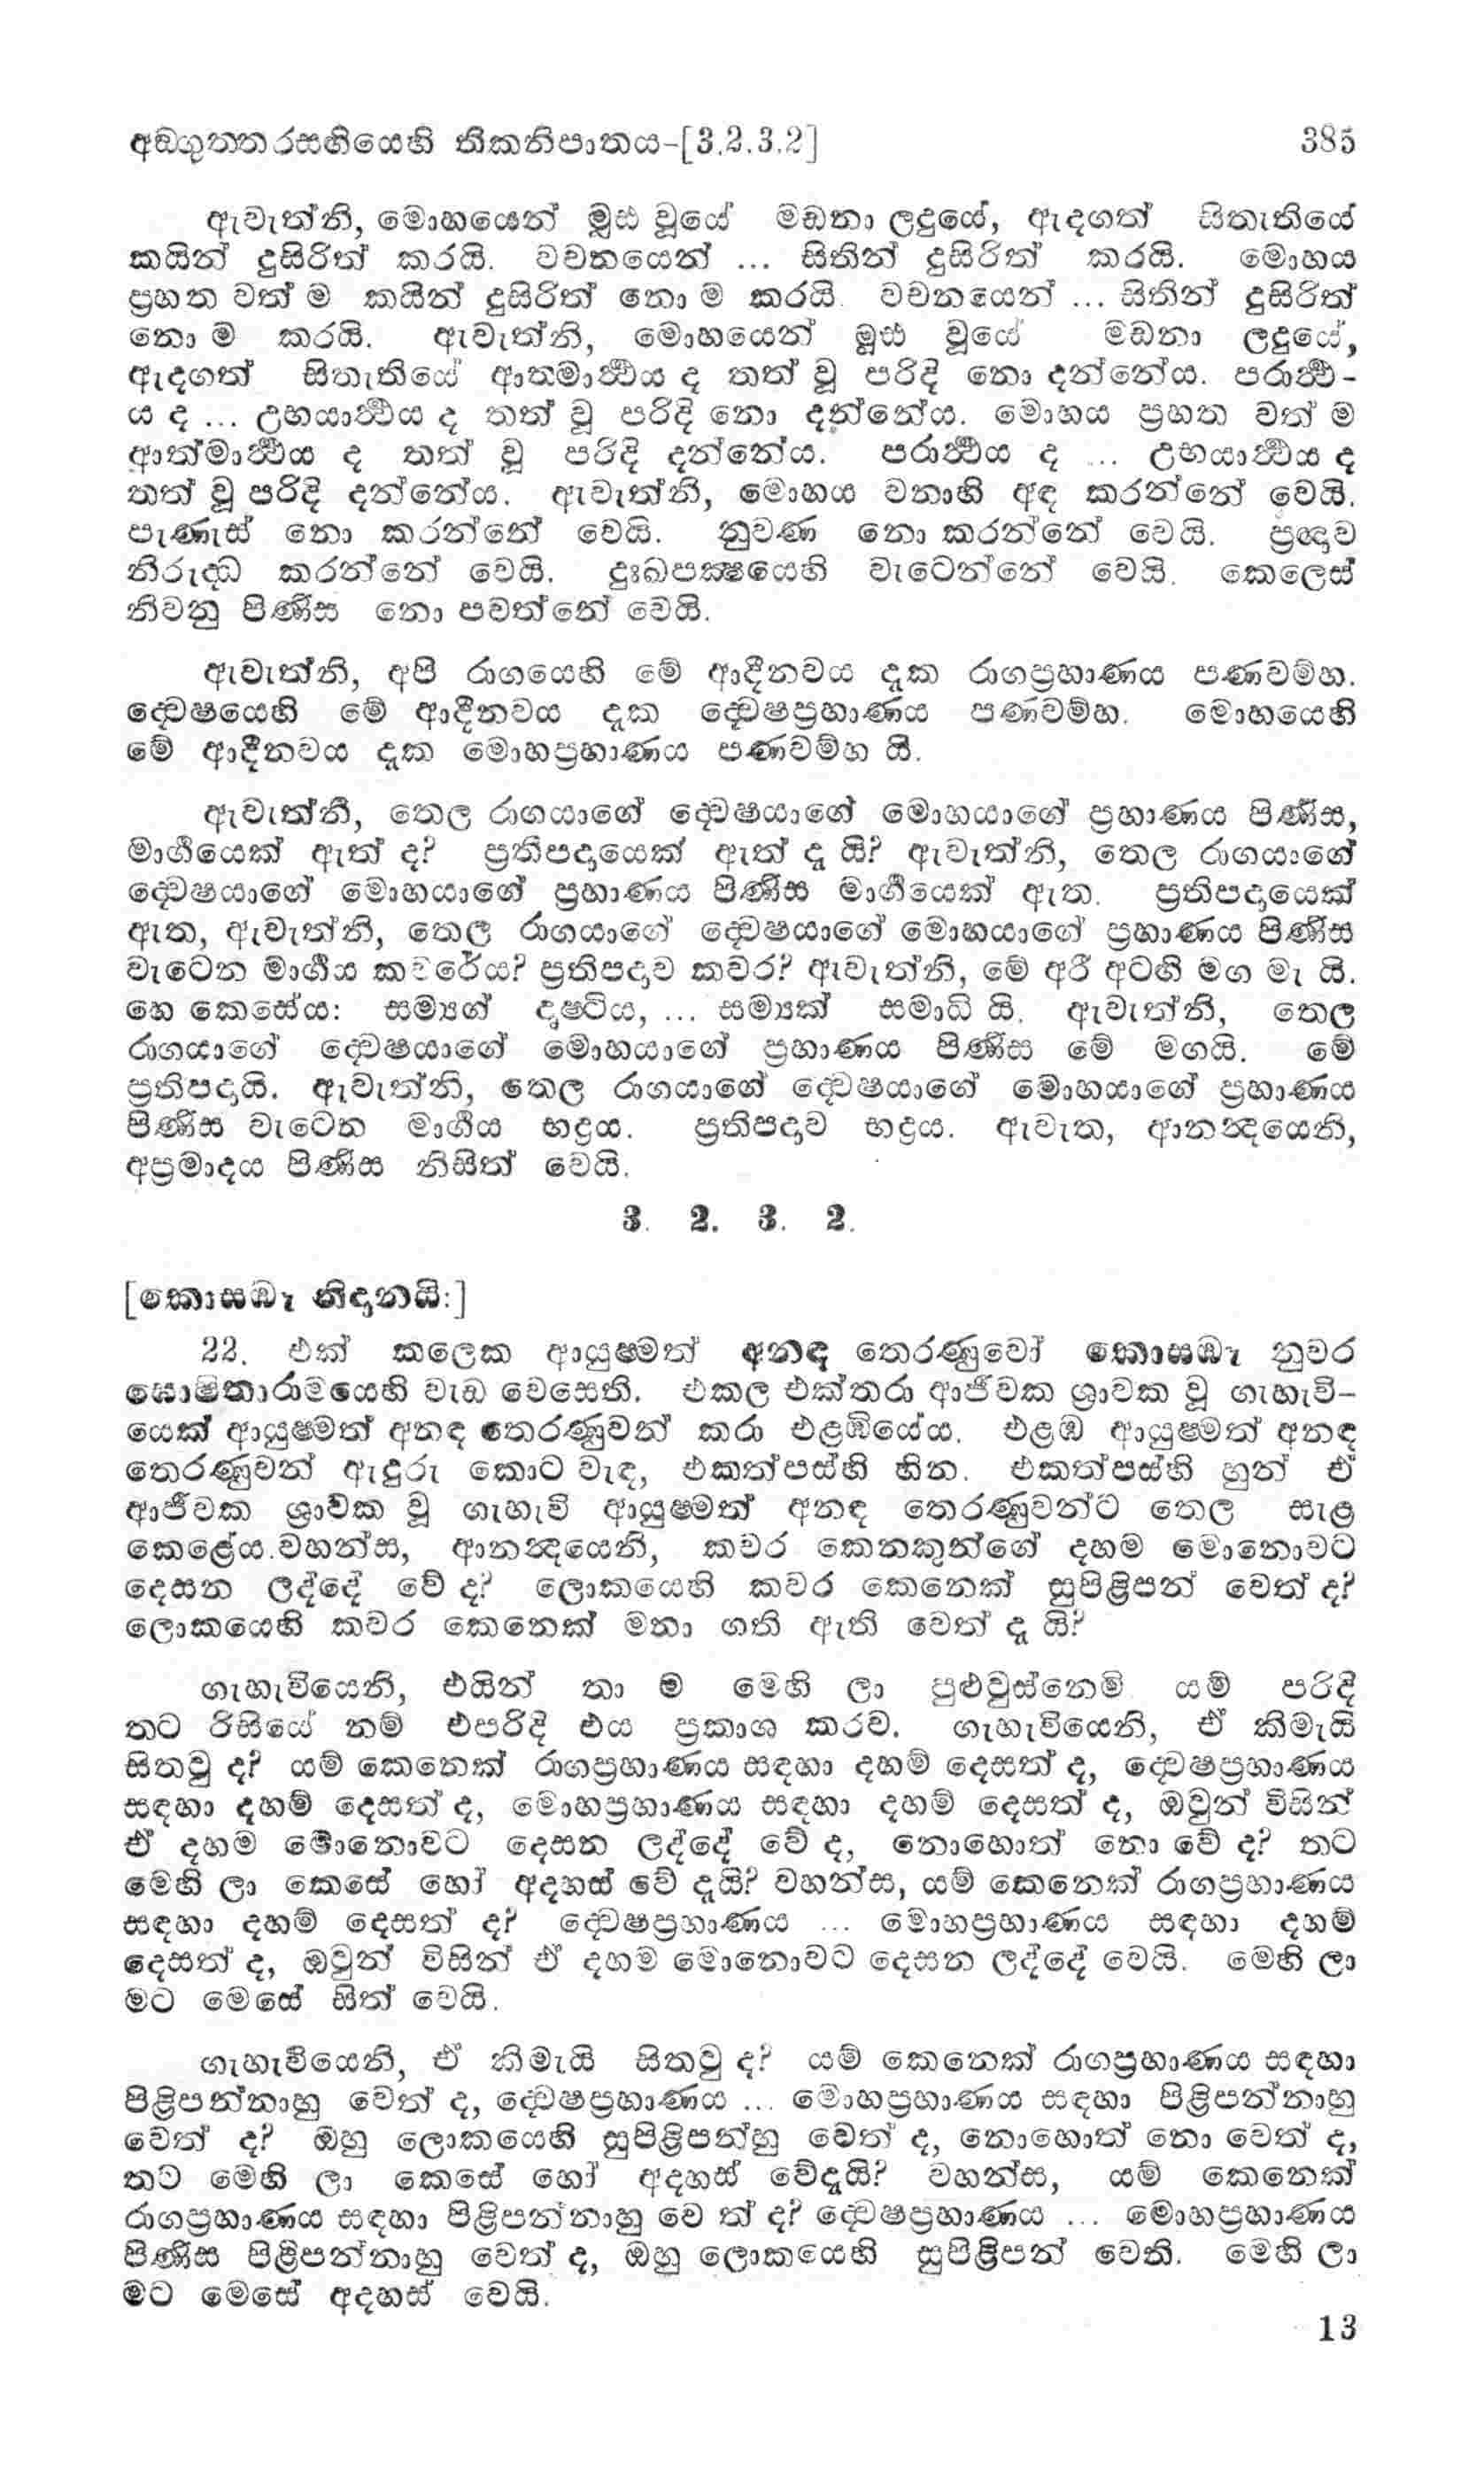 අඞගුත්තරසඟියෙහි තිකනිපාතය-[3.2.3.2] 385
ඇවැත්නි, මොහයෙන් මූළ වූයේ මඩනා ලදුයේ, ඇදගත් සිතැතියේ
කයින් දුසිරිත් කරයි. වචනයෙන් ... සිතින් දුසිරිත් කරයි. මොහය
ප්‍රහත වත් ම කයින් දුසිරිත් නො ම කරයි. වචනයෙන් ... සිතින් දුසිරිත්
නො ම කරයි. ඇවැත්නි, මොහයෙන් මූළ වූයේ මඩනා ලදුයේ,
ඇදගත් සිතැතියේ ආත්මාර්‍ථය ද තත් වූ පරිදි නො දන්නේය. පරාර්‍ථ-
ය ද ... උභයාර්‍ථය ද තත් වූ පරිදි නො දන්නේය. මොහය ප්‍රහත වත් ම
ආත්මාර්‍ථය ද තත් වූ පරිදි දන්නේය. පරාර්‍ථය ද ... උභයාර්‍ථය ද
තත් වූ පරිදි දන්නේය. ඇවැත්නි, මොහය වනාහි අඳ කරන්නේ වෙයි.
පැණැස් නො කරන්නේ වෙයි. නුවණ නො කරන්නේ වෙයි. ප්‍රඥාව
නිරුද්ධ කරන්නේ වෙයි. දුඃඛපක්‍ෂයෙහි වැටෙන්නේ වෙයි. කෙලෙස්
නිවනු පිණිස නො පවත්නේ වෙයි.
ඇවැත්නි, අපි රාගයෙහි මේ ආදීනවය දැක රාගප්‍රහාණය පණවම්හ.
ද්වෙෂයෙහි මේ ආදීනවය දැක ද්වෙෂප්‍රහාණය පණවම්හ. මොහයෙහි
මේ ආදීනවය දැක මොහප්‍රහාණය පණවම්හ යි.
ඇවැත්නි, තෙල රාගයාගේ ද්වෙෂයාගේ මොහයාගේ ප්‍රහාණය පිණිස,
මාර්‍ගයෙක් ඇත් ද? ප්‍රතිපදායෙක් ඇත් දැ යි? ඇවැත්නි, තෙල රාගයාගේ
ද්වෙෂයාගේ මොහයාගේ ප්‍රහාණය පිණිස මාර්‍ගයෙක් ඇත. ප්‍රතිපදායෙක්
ඇත, ඇවැත්නි, තෙල රාගයාගේ ද්වෙෂයාගේ මොහයාගේ ප්‍රහාණය පිණිස
වැටෙන මාර්‍ගය කවරේය? ප්‍රතිපදාව කවර? ඇවැත්නි, මේ අරී අටඟි මග මැ යි.
හෙ කෙසේය: සම්‍යග් දෘෂ්ටිය, ... සම්‍යක් සමාධි යි. ඇවැත්නි, තෙල
රාගයාගේ ද්වෙෂයාගේ මොහයාගේ ප්‍රහාණය පිණිස මේ මගයි. මේ
ප්‍රතිපදායි. ඇවැත්නි, තෙල රාගයාගේ ද්වෙෂයාගේ මොහයාගේ ප්‍රහාණය
පිණිස වැටෙන මාර්‍ගය භද්‍රය. ප්‍රතිපදාව භද්‍රය. ඇවැත, ආනන්‍දයෙනි,
අප්‍රමාදය පිණිස නිසිත් වෙයි.
3. 2. 3. 2.
[කොසඹෑ නිදානයි:]
22. එක් කලෙක ආයුෂ්මත් අනඳ තෙරණුවෝ කොසඹෑ නුවර
ඝොෂිතාරාමයෙහි වැඩ වෙසෙති. එකල එක්තරා ආජීවක ශ්‍රාවක වූ ගැහැවි-
යෙක් ආයුෂ්මත් අනඳ තෙරණුවන් කරා එළඹියේය. එළඹ ආයුෂ්මත් අනඳ
තෙරණුවන් ඇදුරු කොට වැඳ, එකත්පස්හි හින. එකත්පස්හි හුන් ඒ
ආජීවක ශ්‍රාවක වූ ගැහැවි ආයුෂ්මත් අනඳ තෙරණුවන්ට තෙල සැළ
කෙළේය.වහන්ස, ආනන්‍දයෙනි, කවර කෙනකුන්ගේ දහම මොනොවට
දෙසන ලද්දේ වේ ද? ලොකයෙහි කවර කෙනෙක් සුපිළිපන් වෙත් ද?
ලොකයෙහි කවර කෙනෙක් මනා ගති ඇති වෙත් දැ යි?
ගැහැවියෙනි, එයින් තා ම මෙහි ලා පුළුවුස්නෙමි. යම් පරිදි
තට රිසියේ නම් එපරිදි එය ප්‍රකාශ කරව. ගැහැවියෙනි, ඒ කිමැයි
සිතවු ද? යම් කෙනෙක් රාගප්‍රහාණය සඳහා දහම් දෙසත් ද, ද්වෙෂප්‍රහාණය
සඳහා දහම් දෙසත් ද, මොහප්‍රහාණය සඳහා දහම් දෙසත් ද, ඔවුන් විසින්
ඒ දහම මොනොවට දෙසන ලද්දේ වේ ද, නොහොත් නො වේ ද? තට
මෙහි ලා කෙසේ හෝ අදහස් වේ දැයි? වහන්ස, යම් කෙනෙක් රාගප්‍රහාණය
සඳහා දහම් දෙසත් ද? ද්වෙෂප්‍රහාණය ... මොහප්‍රහාණය සඳහා දහම්
දෙසත් ද, ඔවුන් විසින් ඒ දහම මොනොවට දෙසන ලද්දේ වෙයි. මෙහි ලා
මට මෙසේ සිත් වෙයි.
ගැහැවියෙනි, ඒ කිමැයි සිතවු ද? යම් කෙනෙක් රාගප්‍රහාණය සඳහා
පිළිපන්නාහු වෙත් ද, ද්වෙෂප්‍රහාණය ... මොහප්‍රහාණය සඳහා පිළිපන්නාහු
වෙත් ද? ඔහු ලොකයෙහි සුපිළිපන්හු වෙත් ද, නොහොත් නො වෙත් ද,
තට මෙහි ලා කෙසේ හෝ අදහස් වේදැයි? වහන්ස, යම් කෙනෙක්
රාගප්‍රහාණය සඳහා පිළිපන්නාහු වෙ ත් ද? ද්වෙෂප්‍රහාණය ... මොහප්‍රහාණය
පිණිස පිළිපන්නාහු වෙත් ද, ඔහු ලොකයෙහි සුපිළිපන් වෙති. මෙහි ලා
මට මෙසේ අදහස් වෙයි.
13